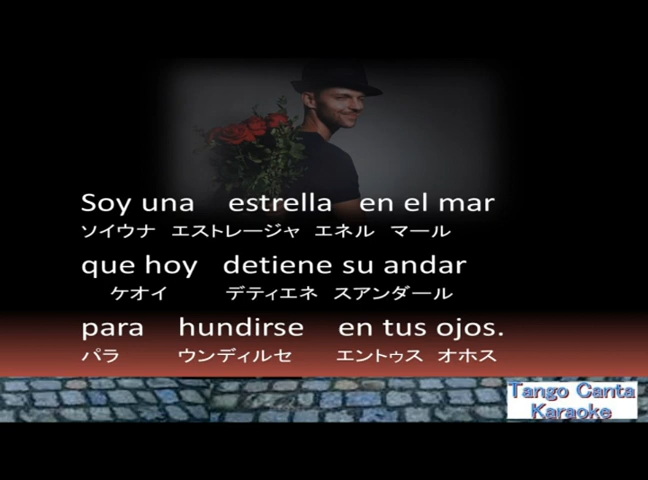 Soy una estrella en el mar
ソイウナ エストレージャ エネル マール
que hoy detiene su andar
ケオイ デティエネ スアンダール
para hundirse en tus ojos.
パラ ウンディルセ エントゥス オホス
Tango Canta
Karaoke